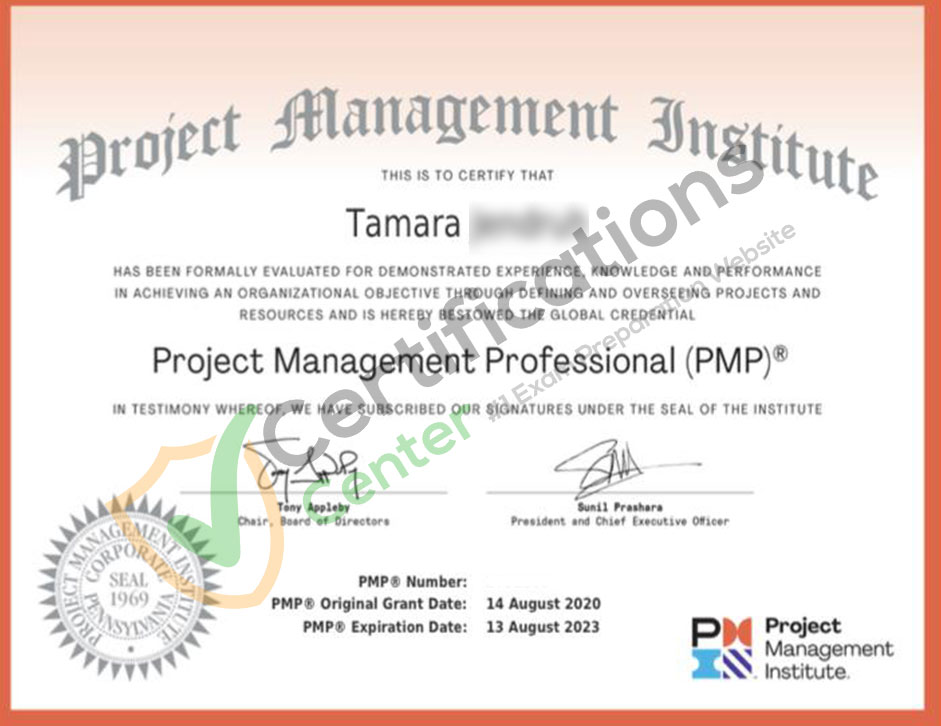 Project Management Institute
THIS IS TO CERTIFY THAT
Tamara
HAS BEEN FORMALLY EVALUATED FOR DEMONSTRATED EXPERIENCE, KNOWLEDGE AND PERFORMANCE
IN ACHIEVING AN ORGANIZATIONAL OBJECTIVE THROUGH DEFINING AND OVERSEEING PROJECTS AND
RESOURCES AND IS HEREBY BESTOWED THE GLOBAL CREDENTIAL
Project Management Professional (PMP)®
IN TESTIMONY WHEREOF, WE HAVE SUBSCRIBED OUR SIGNATURES UNDER THE SEAL OF THE INSTITUTE
Certifications
Center
#1 Exam Preparation Website
Tony Appleby
Chair, Board of Directors
Sunil Prashara
President and Chief Executive Officer
PROJECT MANAGEMENT INSTITUTE
CORPORATE
SEAL
1969
PENNSYLVANIA
PMP® Number:
PMP® Original Grant Date: 14 August 2020
PMP® Expiration Date: 13 August 2023
Project
Management
Institute.